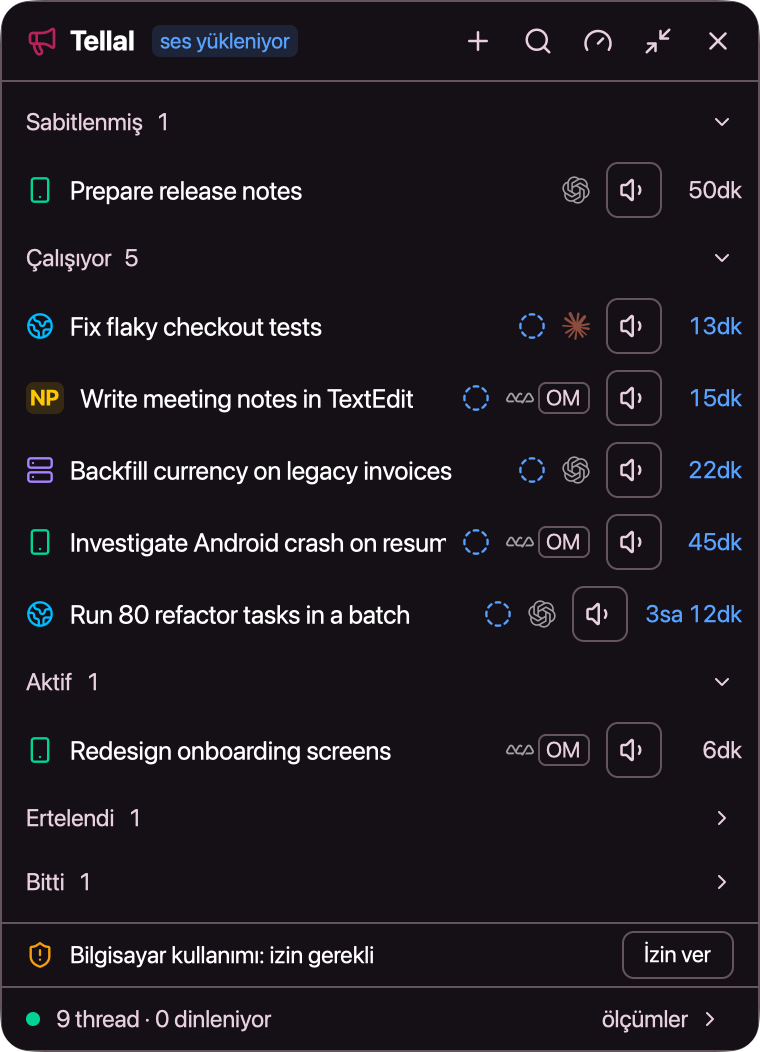 Tellal ses yükleniyor
Sabitlenmiş 1
Prepare release notes 50dk
Çalışıyor 5
Fix flaky checkout tests 13dk
NP Write meeting notes in TextEdit OM 15dk
Backfill currency on legacy invoices 22dk
Investigate Android crash on resum OM 45dk
Run 80 refactor tasks in a batch 3sa 12dk
Aktif 1
Redesign onboarding screens OM 6dk
Ertelendi 1
Bitti 1
Bilgisayar kullanımı: izin gerekli İzin ver
9 thread · 0 dinleniyor ölçümler